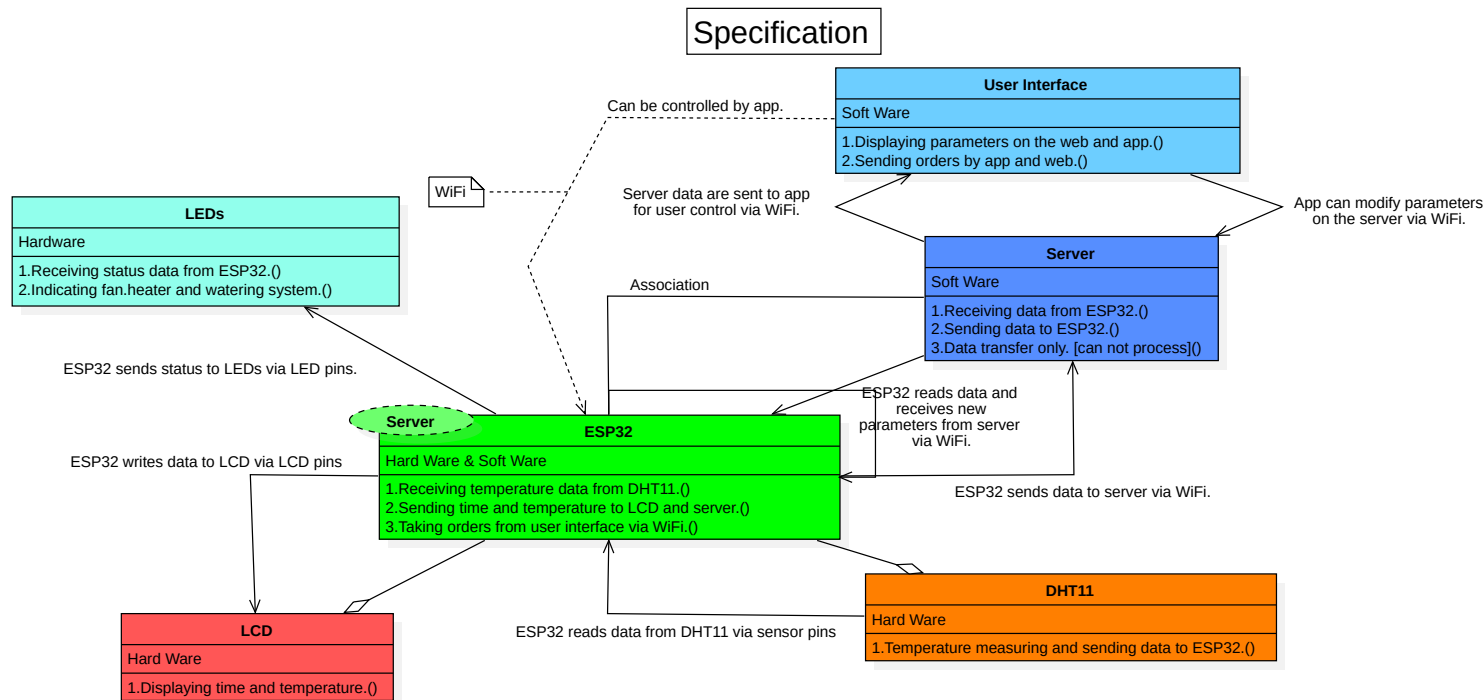 Specification
User Interface
Soft Ware
1.Displaying parameters on the web and app.()
2.Sending orders by app and web.()
Can be controlled by app.
WiFi
Server data are sent to app
for user control via WiFi.
App can modify parameters
on the server via WiFi.
LEDs
Hardware
1.Receiving status data from ESP32.()
2.Indicating fan.heater and watering system.()
Server
Soft Ware
1.Receiving data from ESP32.()
2.Sending data to ESP32.()
3.Data transfer only. [can not process]()
Association
ESP32 sends status to LEDs via LED pins.
ESP32 reads data and
receives new
parameters from server
via WiFi.
Server
ESP32
Hard Ware & Soft Ware
1.Receiving temperature data from DHT11.()
2.Sending time and temperature to LCD and server.()
3.Taking orders from user interface via WiFi.()
ESP32 writes data to LCD via LCD pins
ESP32 sends data to server via WiFi.
DHT11
Hard Ware
1.Temperature measuring and sending data to ESP32.()
ESP32 reads data from DHT11 via sensor pins
LCD
Hard Ware
1.Displaying time and temperature.()